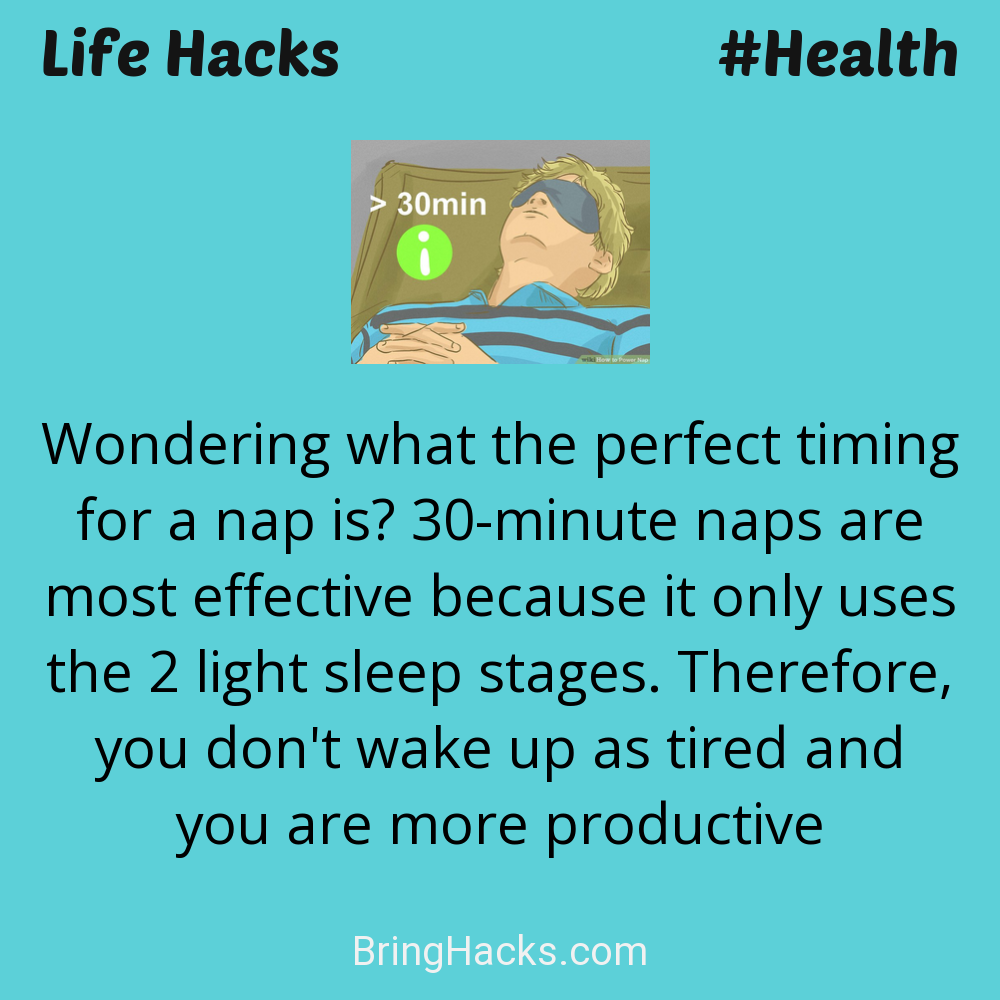 Life Hacks #Health
> 30min
i
wiki How to Power Nap
Wondering what the perfect timing
for a nap is? 30-minute naps are
most effective because it only uses
the 2 light sleep stages. Therefore,
you don't wake up as tired and
you are more productive
BringHacks.com